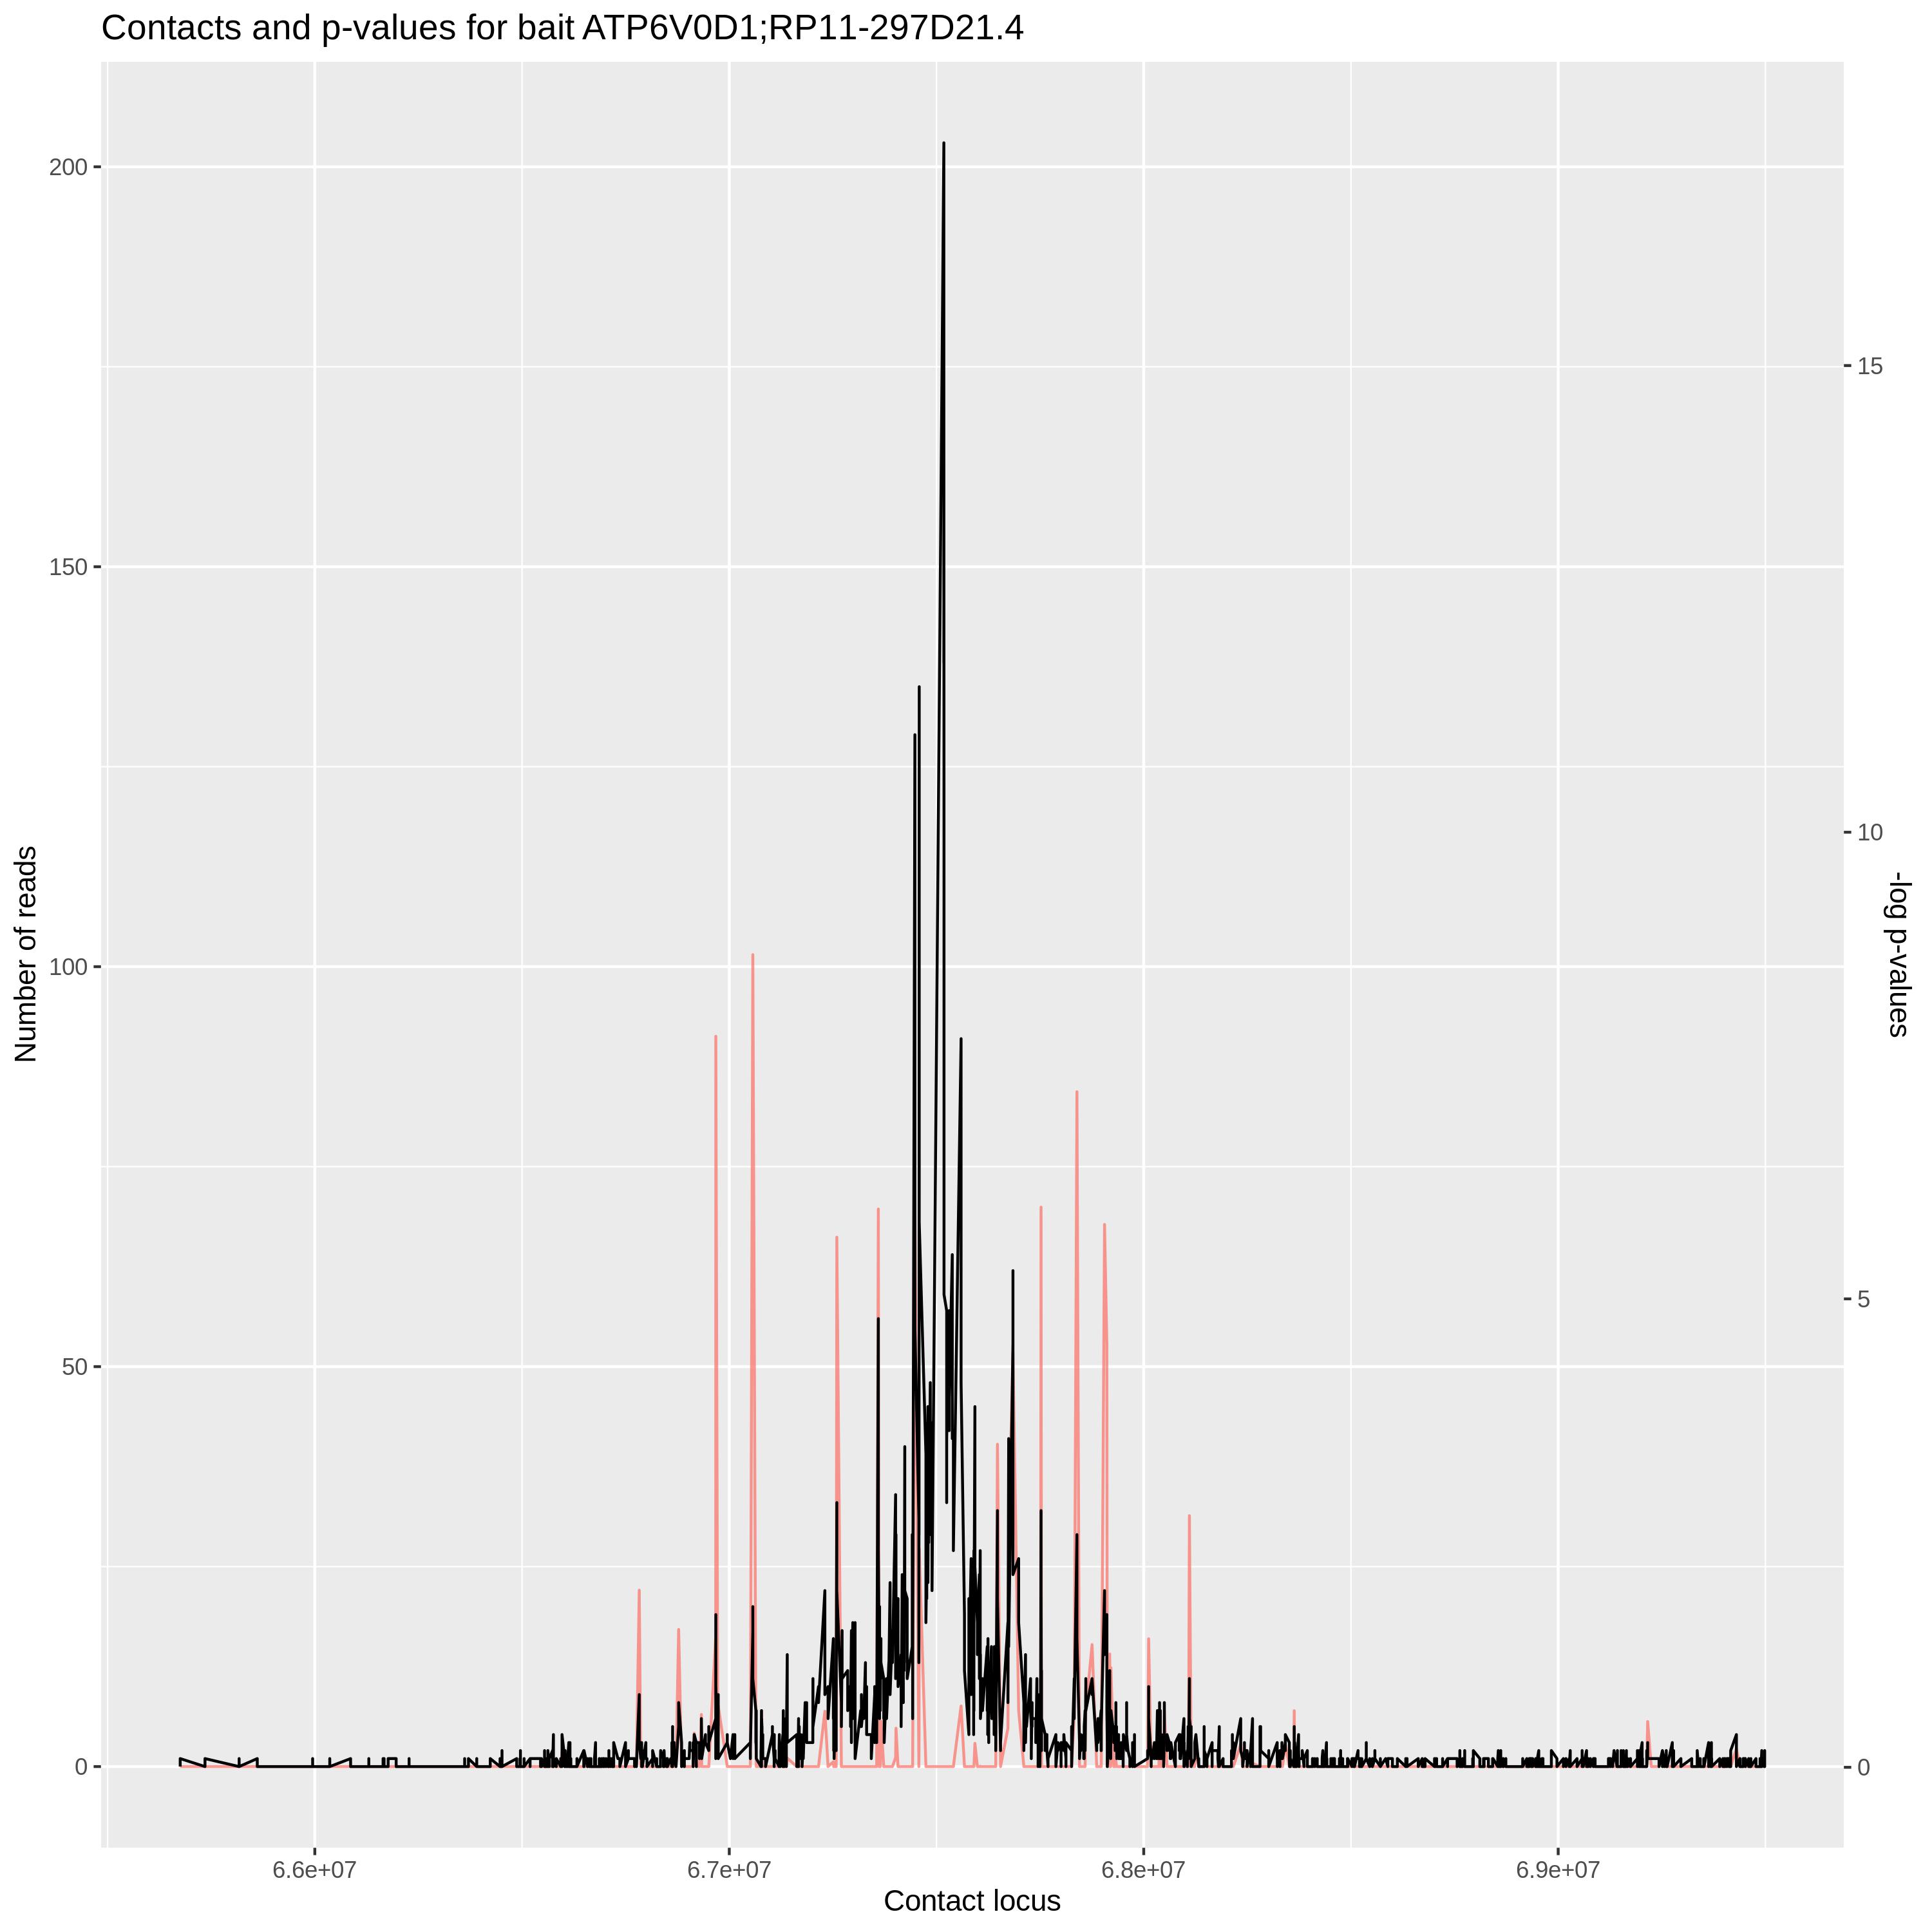 Contacts and p-values for bait ATP6V0D1;RP11-297D21.4
200
150
100
50
0
Number of reads
15
10
5
0
-log p-values
6.6e+07
6.7e+07
6.8e+07
6.9e+07
Contact locus